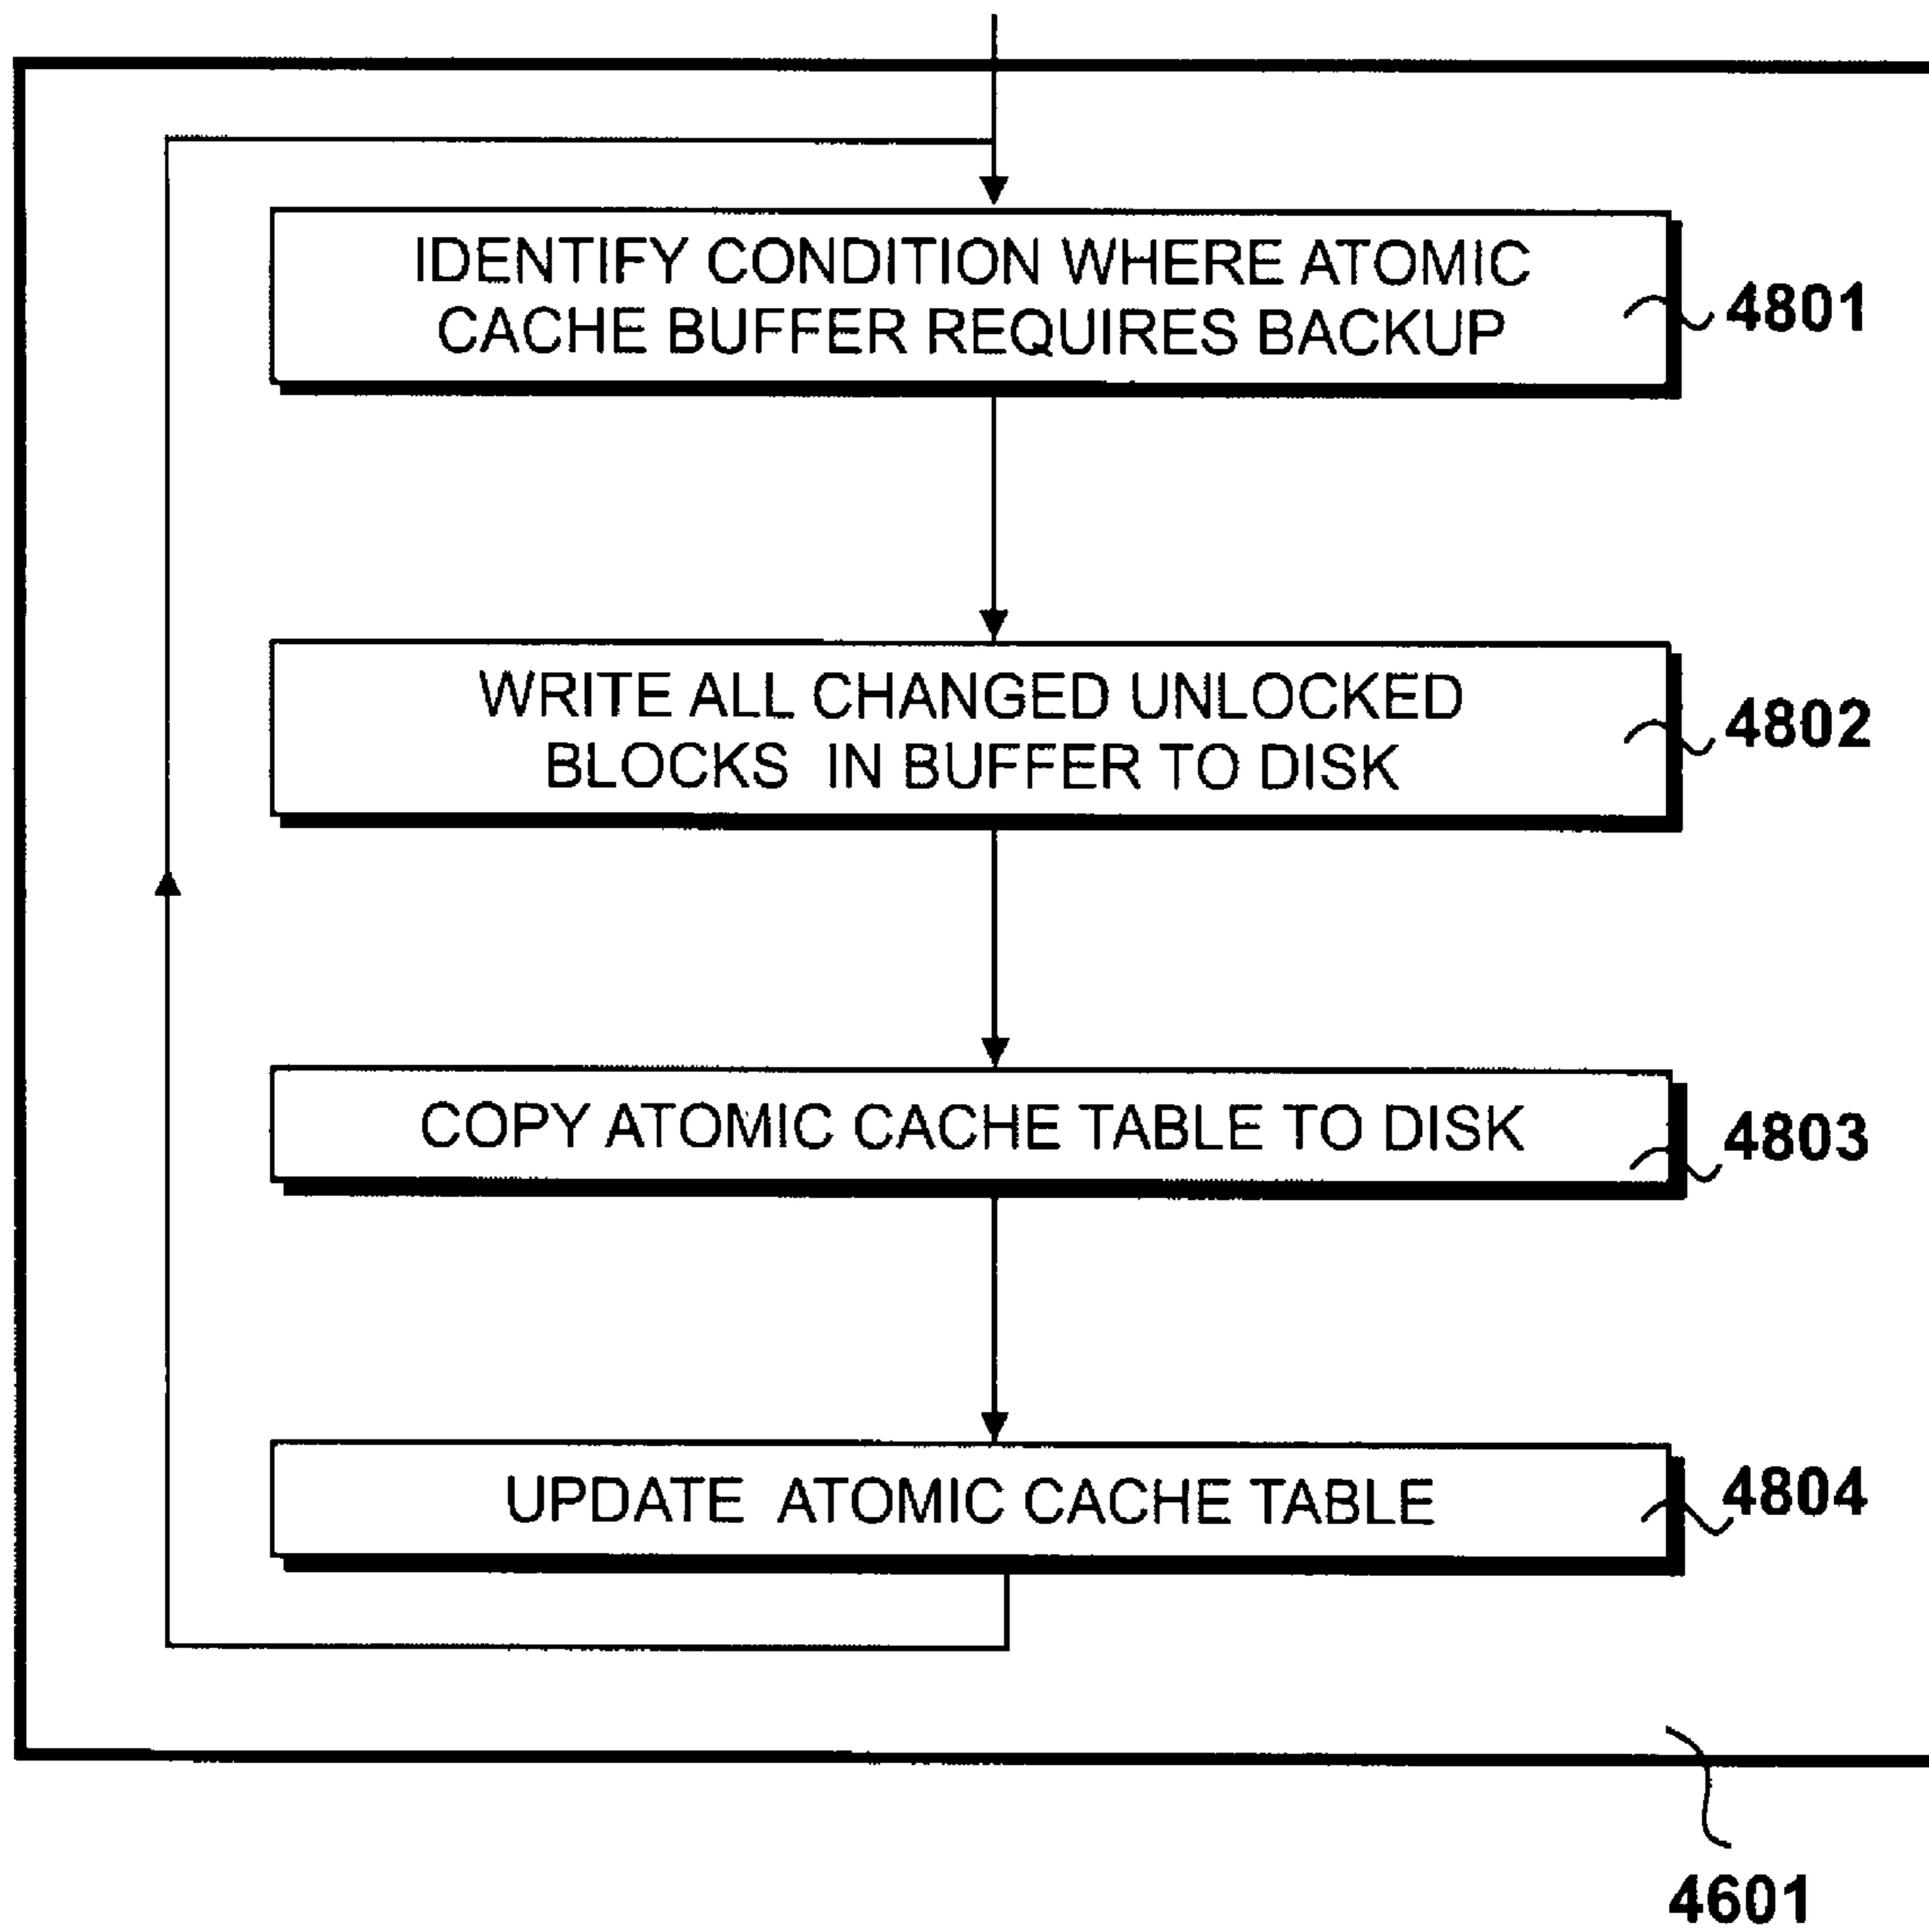 IDENTIFY CONDITION WHERE ATOMIC
CACHE BUFFER REQUIRES BACKUP
4801
WRITE ALL CHANGED UNLOCKED
BLOCKS IN BUFFER TO DISK
4802
COPY ATOMIC CACHE TABLE TO DISK
4803
UPDATE ATOMIC CACHE TABLE
4804
4601